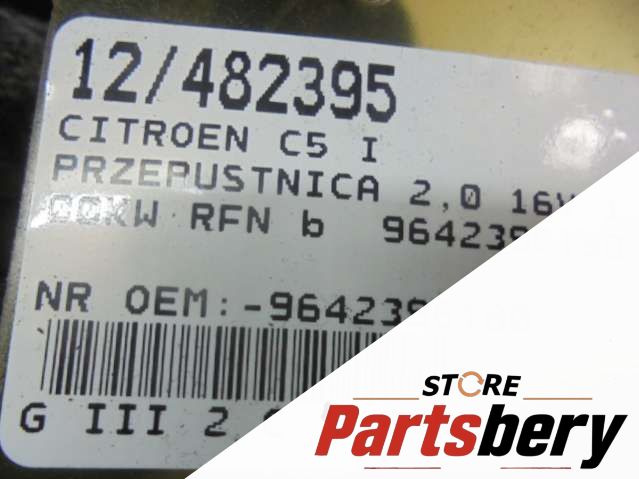 12/482395
CITROEN C5 I
PRZEPUSTNICA 2,0 16V
RFN b
NR OEM:
G III
STORE
Partsbery